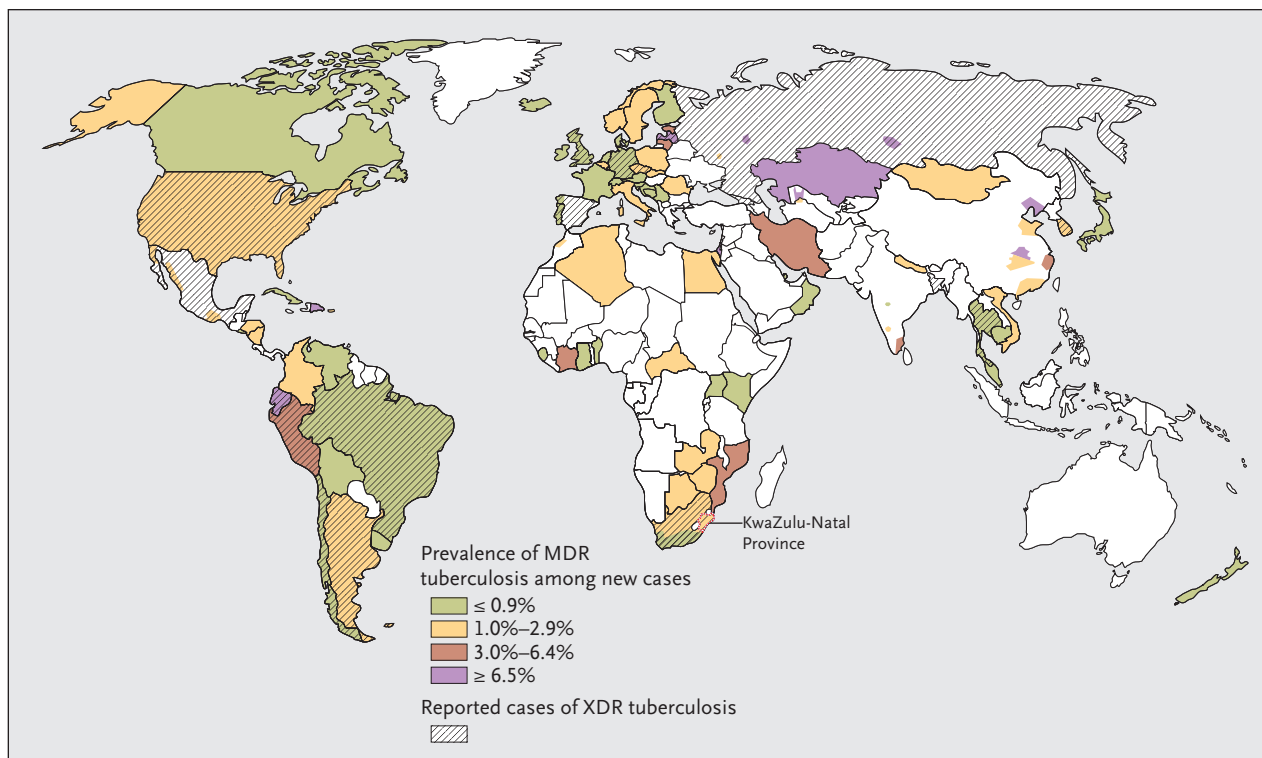 KwaZulu-Natal
Province
Prevalence of MDR
tuberculosis among new cases
≤ 0.9%
1.0%–2.9%
3.0%–6.4%
≥ 6.5%
Reported cases of XDR tuberculosis